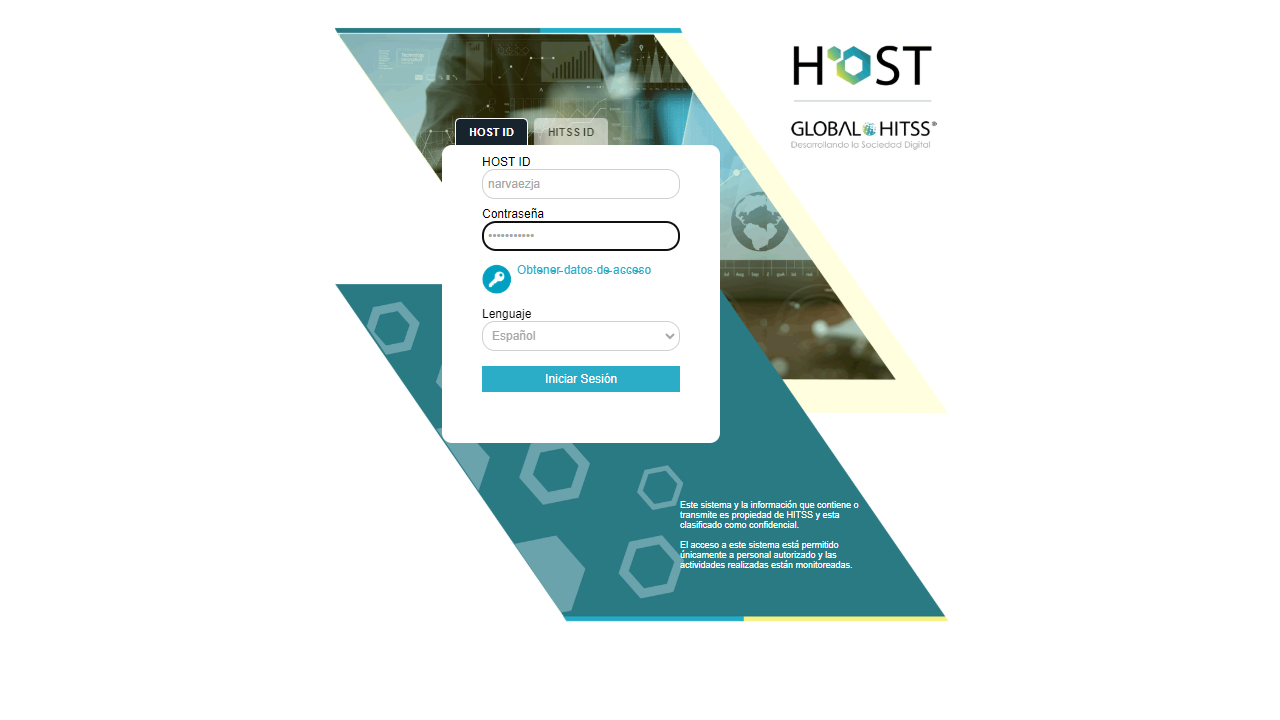 HOST
GLOBAL HITSS®
Desarrollando la Sociedad Digital
HOST ID
HITSS ID
HOST ID
narvaezja
Contraseña
•••••••••••
Obtener datos de acceso
Lenguaje
Español
Iniciar Sesión
Este sistema y la información que contiene o
transmite es propiedad de HITSS y esta
clasificado como confidencial.
El acceso a este sistema está permitido
únicamente a personal autorizado y las
actividades realizadas están monitoreadas.